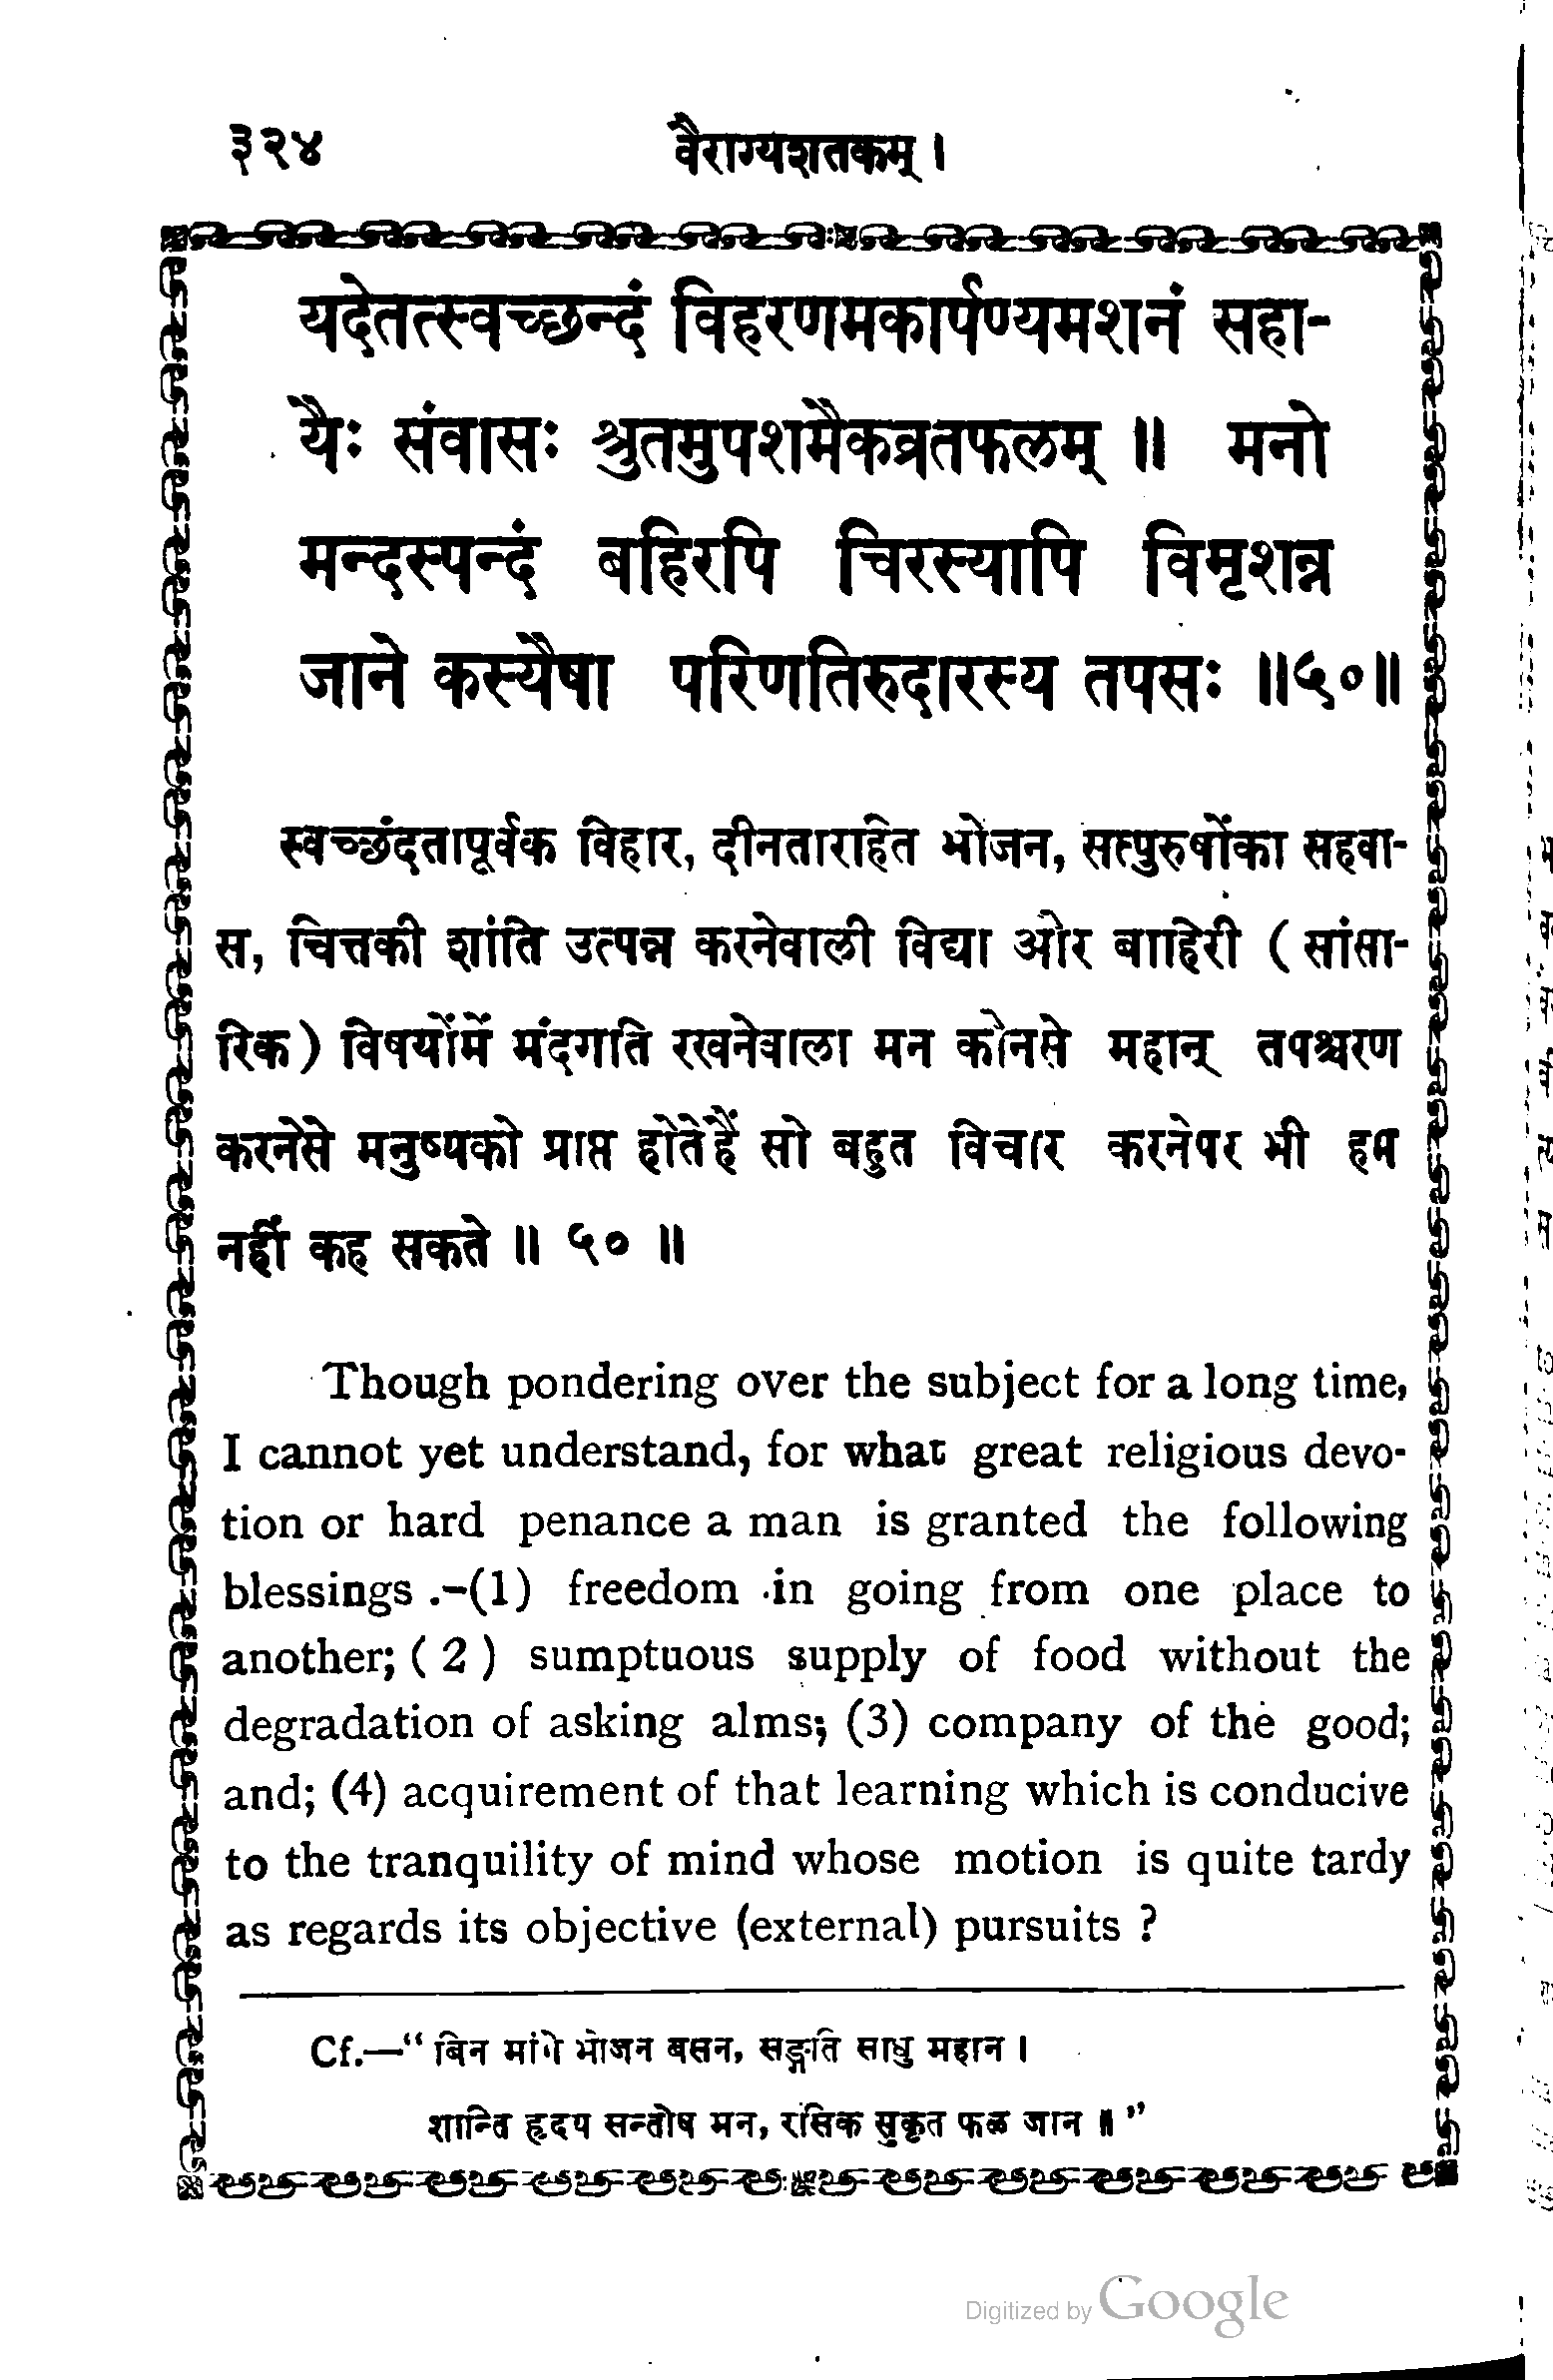 ३२४ वैराग्यशतकम् ।
यदेतत्स्वच्छन्दं विहरणमकार्पण्यमशनं सहा-
यैः संवासः श्रुतमुपशमैकव्रतफलम् ॥ मनो
मन्दस्पन्दं बहिरपि चिरस्यापि विमृशन्न
जाने कस्यैषा परिणतिरुदारस्य तपसः ॥५०॥
स्वच्छंदतापूर्वक विहार, दीनताराहित भोजन, सत्पुरुषोंका सहवा-
स, चित्तकी शांति उत्पन्न करनेवाली विद्या और बाहिरी ( सांसा-
रिक ) विषयोंमें मंदगति रखनेवाला मन कौनसे महान् तपश्चरण
करनेसे मनुष्यको प्राप्त होतेहैं सो बहुत विचार करनेपर भी हम
नहीं कह सकते ॥ ५० ॥
Though pondering over the subject for a long time,
I cannot yet understand, for what great religious devo-
tion or hard penance a man is granted the following
blessings .-(1) freedom in going from one place to
another; ( 2 ) sumptuous supply of food without the
degradation of asking alms; (3) company of the good;
and; (4) acquirement of that learning which is conducive
to the tranquility of mind whose motion is quite tardy
as regards its objective (external) pursuits ?
Cf.—“ बिन मांगे भोजन बसन, सङ्गति साधु महान ।
शान्ति हृदय सन्तोष मन, रसिक सुकृत फळ जान ॥ ”
Digitized by Google